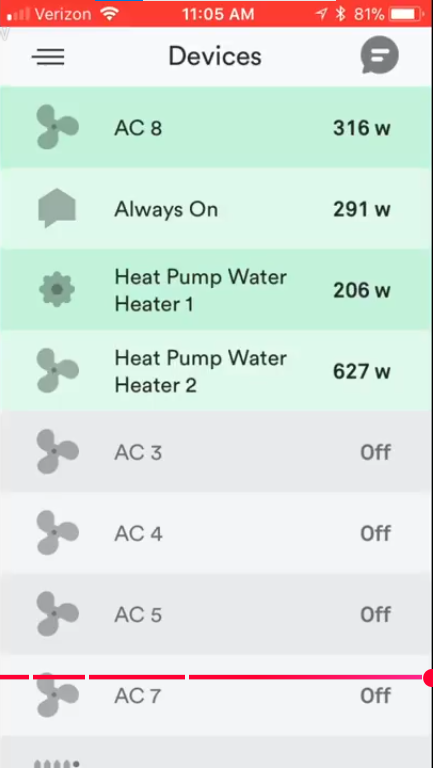 Verizon 11:05 AM 81%
Devices
AC 8 316 w
Always On 291 w
Heat Pump Water
Heater 1 206 w
Heat Pump Water
Heater 2 627 w
AC 3 Off
AC 4 Off
AC 5 Off
AC 7 Off